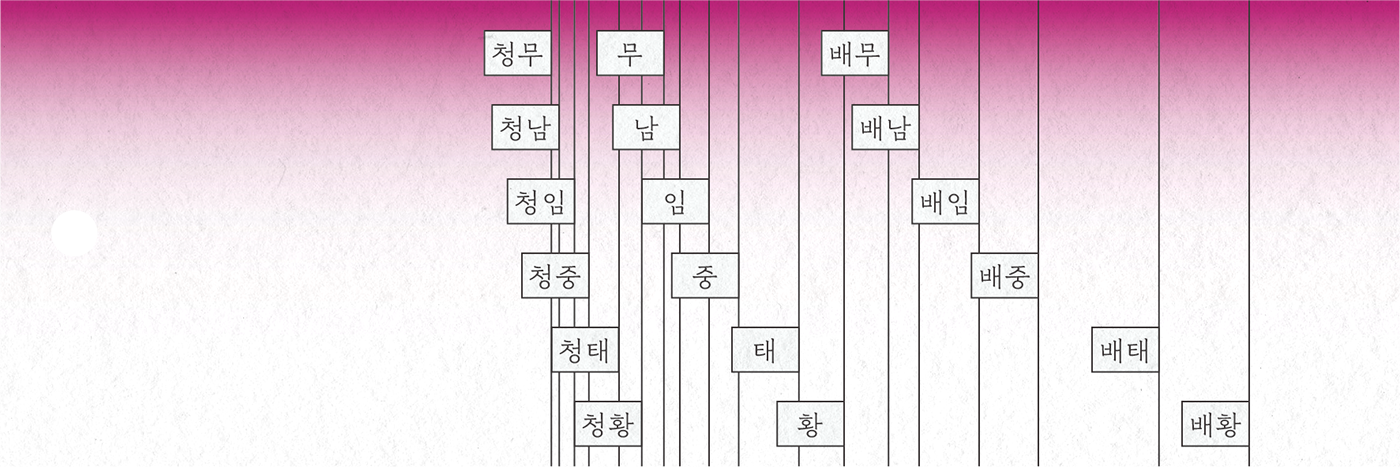 청무 무 배무
청남 남 배남
청임 임 배임
청중 중 배중
청태 태 배태
청황 황 배황